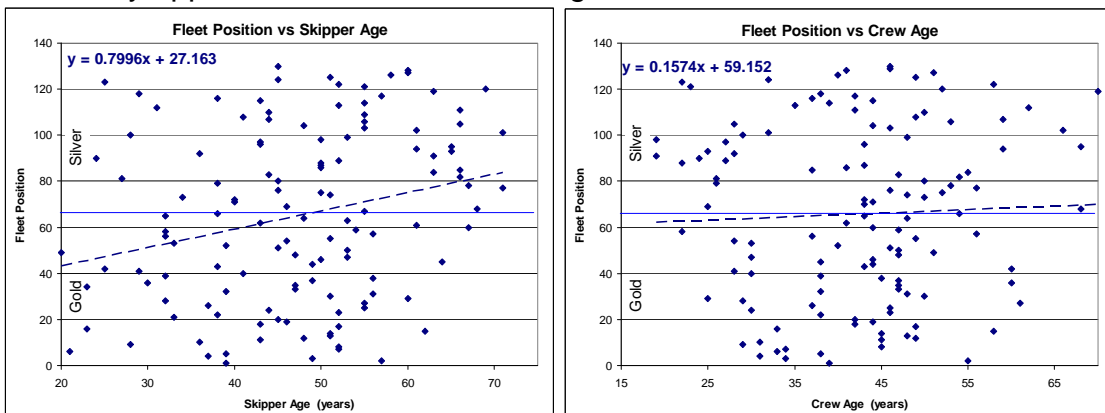 Fleet Position vs Skipper Age
y = 0.7996x + 27.163
140
120
100
80
60
40
20
0
Fleet Position
Silver
Gold
20 30 40 50 60 70
Skipper Age (years)
Fleet Position vs Crew Age
y = 0.1574x + 59.152
140
120
100
80
60
40
20
0
Fleet Position
Silver
Gold
15 25 35 45 55 65
Crew Age (years)